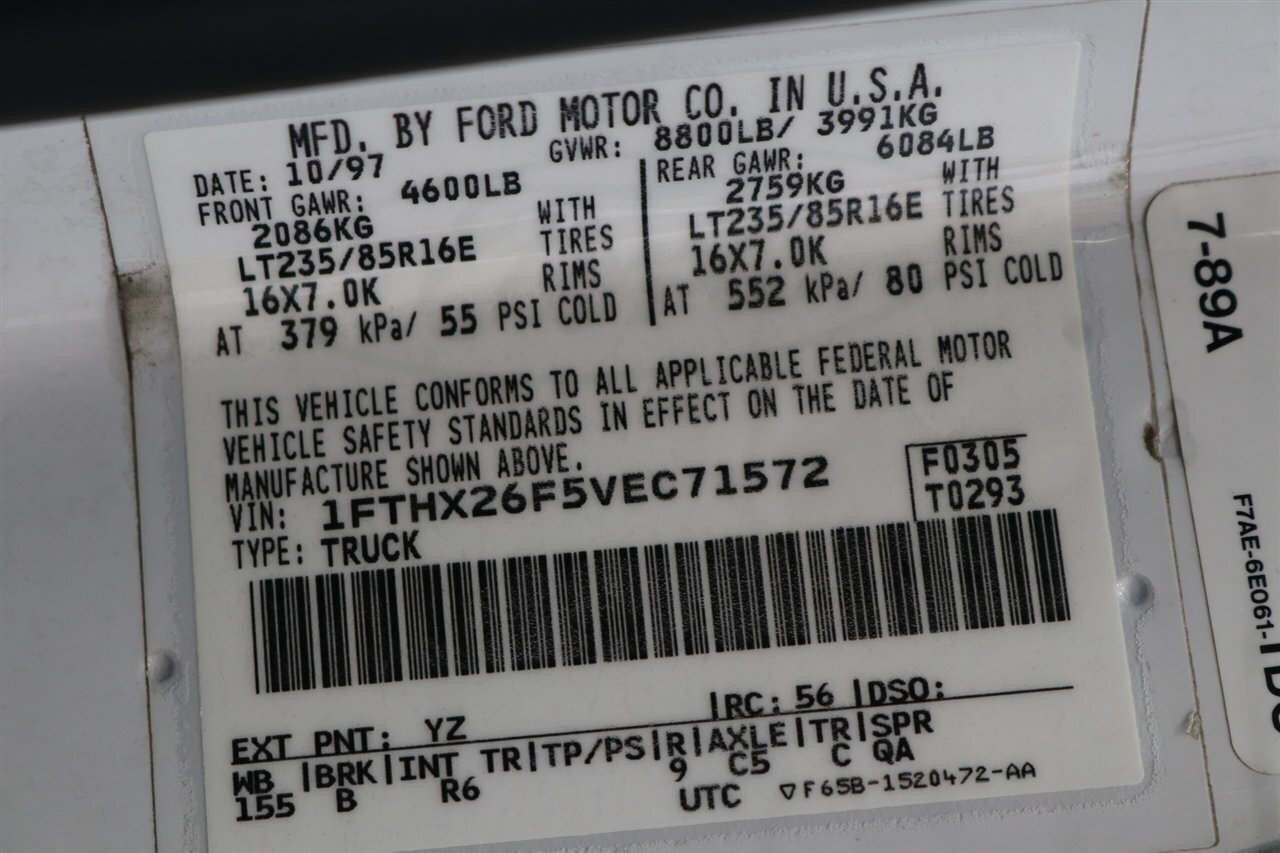 MFD. BY FORD MOTOR CO. IN U.S.A.
DATE: 10/97
GVWR: 8800LB/ 3991KG
FRONT GAWR: 4600LB
2086KG WITH
LT235/85R16E TIRES
16X7.0K RIMS
AT 379 kPa/ 55 PSI COLD
REAR GAWR: 6084LB
2759KG WITH
LT235/85R16E TIRES
16X7.0K RIMS
AT 552 kPa/ 80 PSI COLD
THIS VEHICLE CONFORMS TO ALL APPLICABLE FEDERAL MOTOR
VEHICLE SAFETY STANDARDS IN EFFECT ON THE DATE OF
MANUFACTURE SHOWN ABOVE.
VIN: 1FTHX26F5VEC71572
F0305
T0293
TYPE: TRUCK
EXT PNT: YZ |RC: 56 |DSO:
WB |BRK|INT TR|TP/PS|R|AXLE|TR|SPR
155 B R6 9 C5 C QA
UTC ▽F65B-1520472-AA
7-89A
F7AE-6E061-